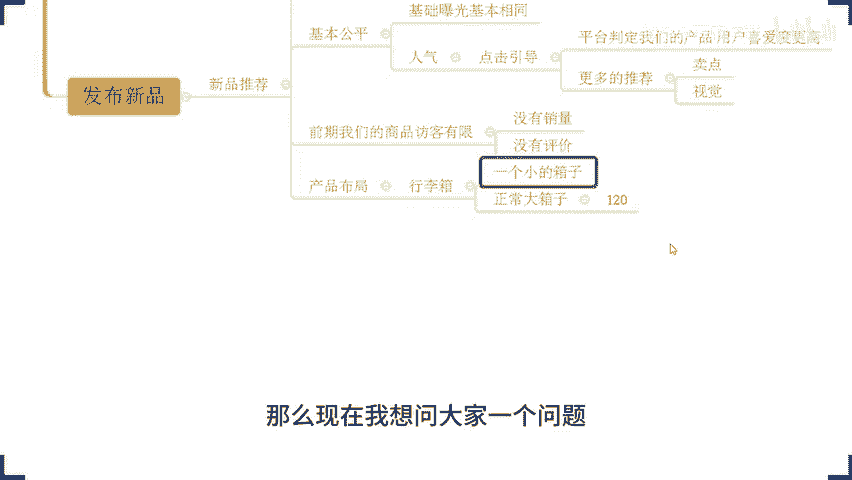 基础曝光基本相同
基本公平
平台判定我们的产品用户喜爱度更高
人气
点击引导
卖点
更多的推荐
视觉
新品推荐
发布新品
没有销量
前期我们的商品访客有限
没有评价
一个小的箱子
产品布局
行李箱
正常大箱子
120
那么现在我想问大家一个问题